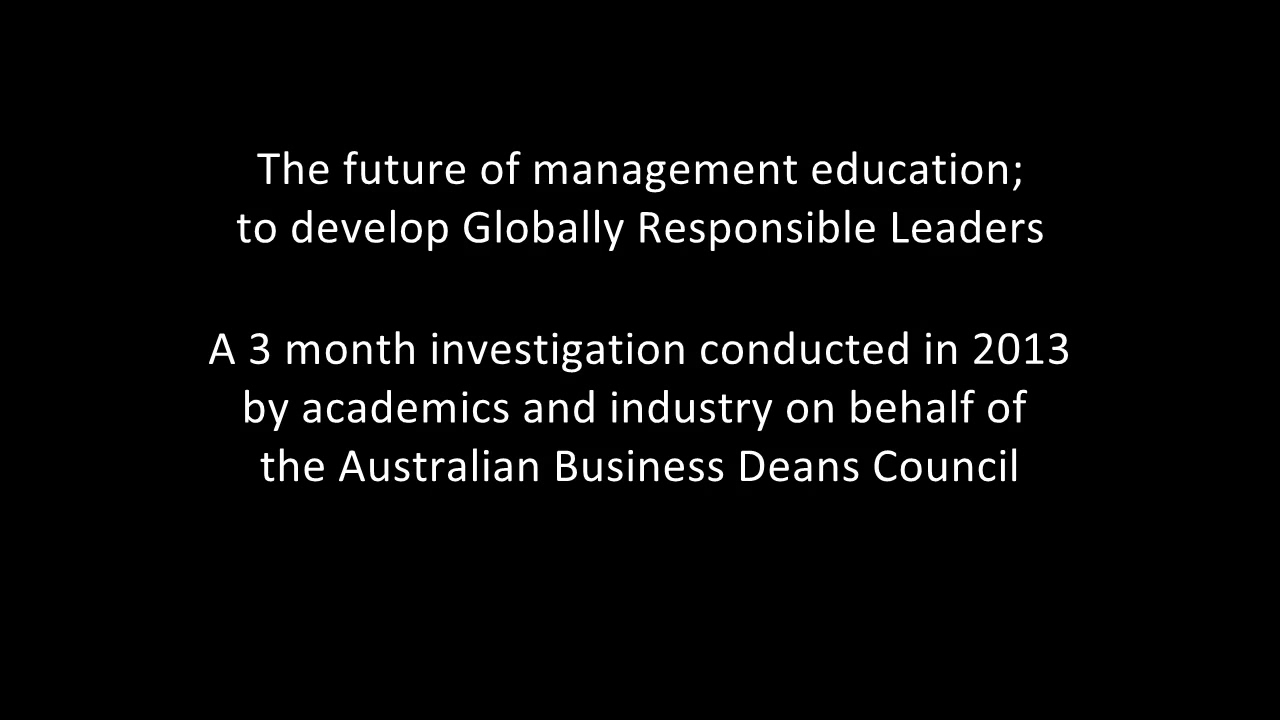 The future of management education;
to develop Globally Responsible Leaders
A 3 month investigation conducted in 2013
by academics and industry on behalf of
the Australian Business Deans Council